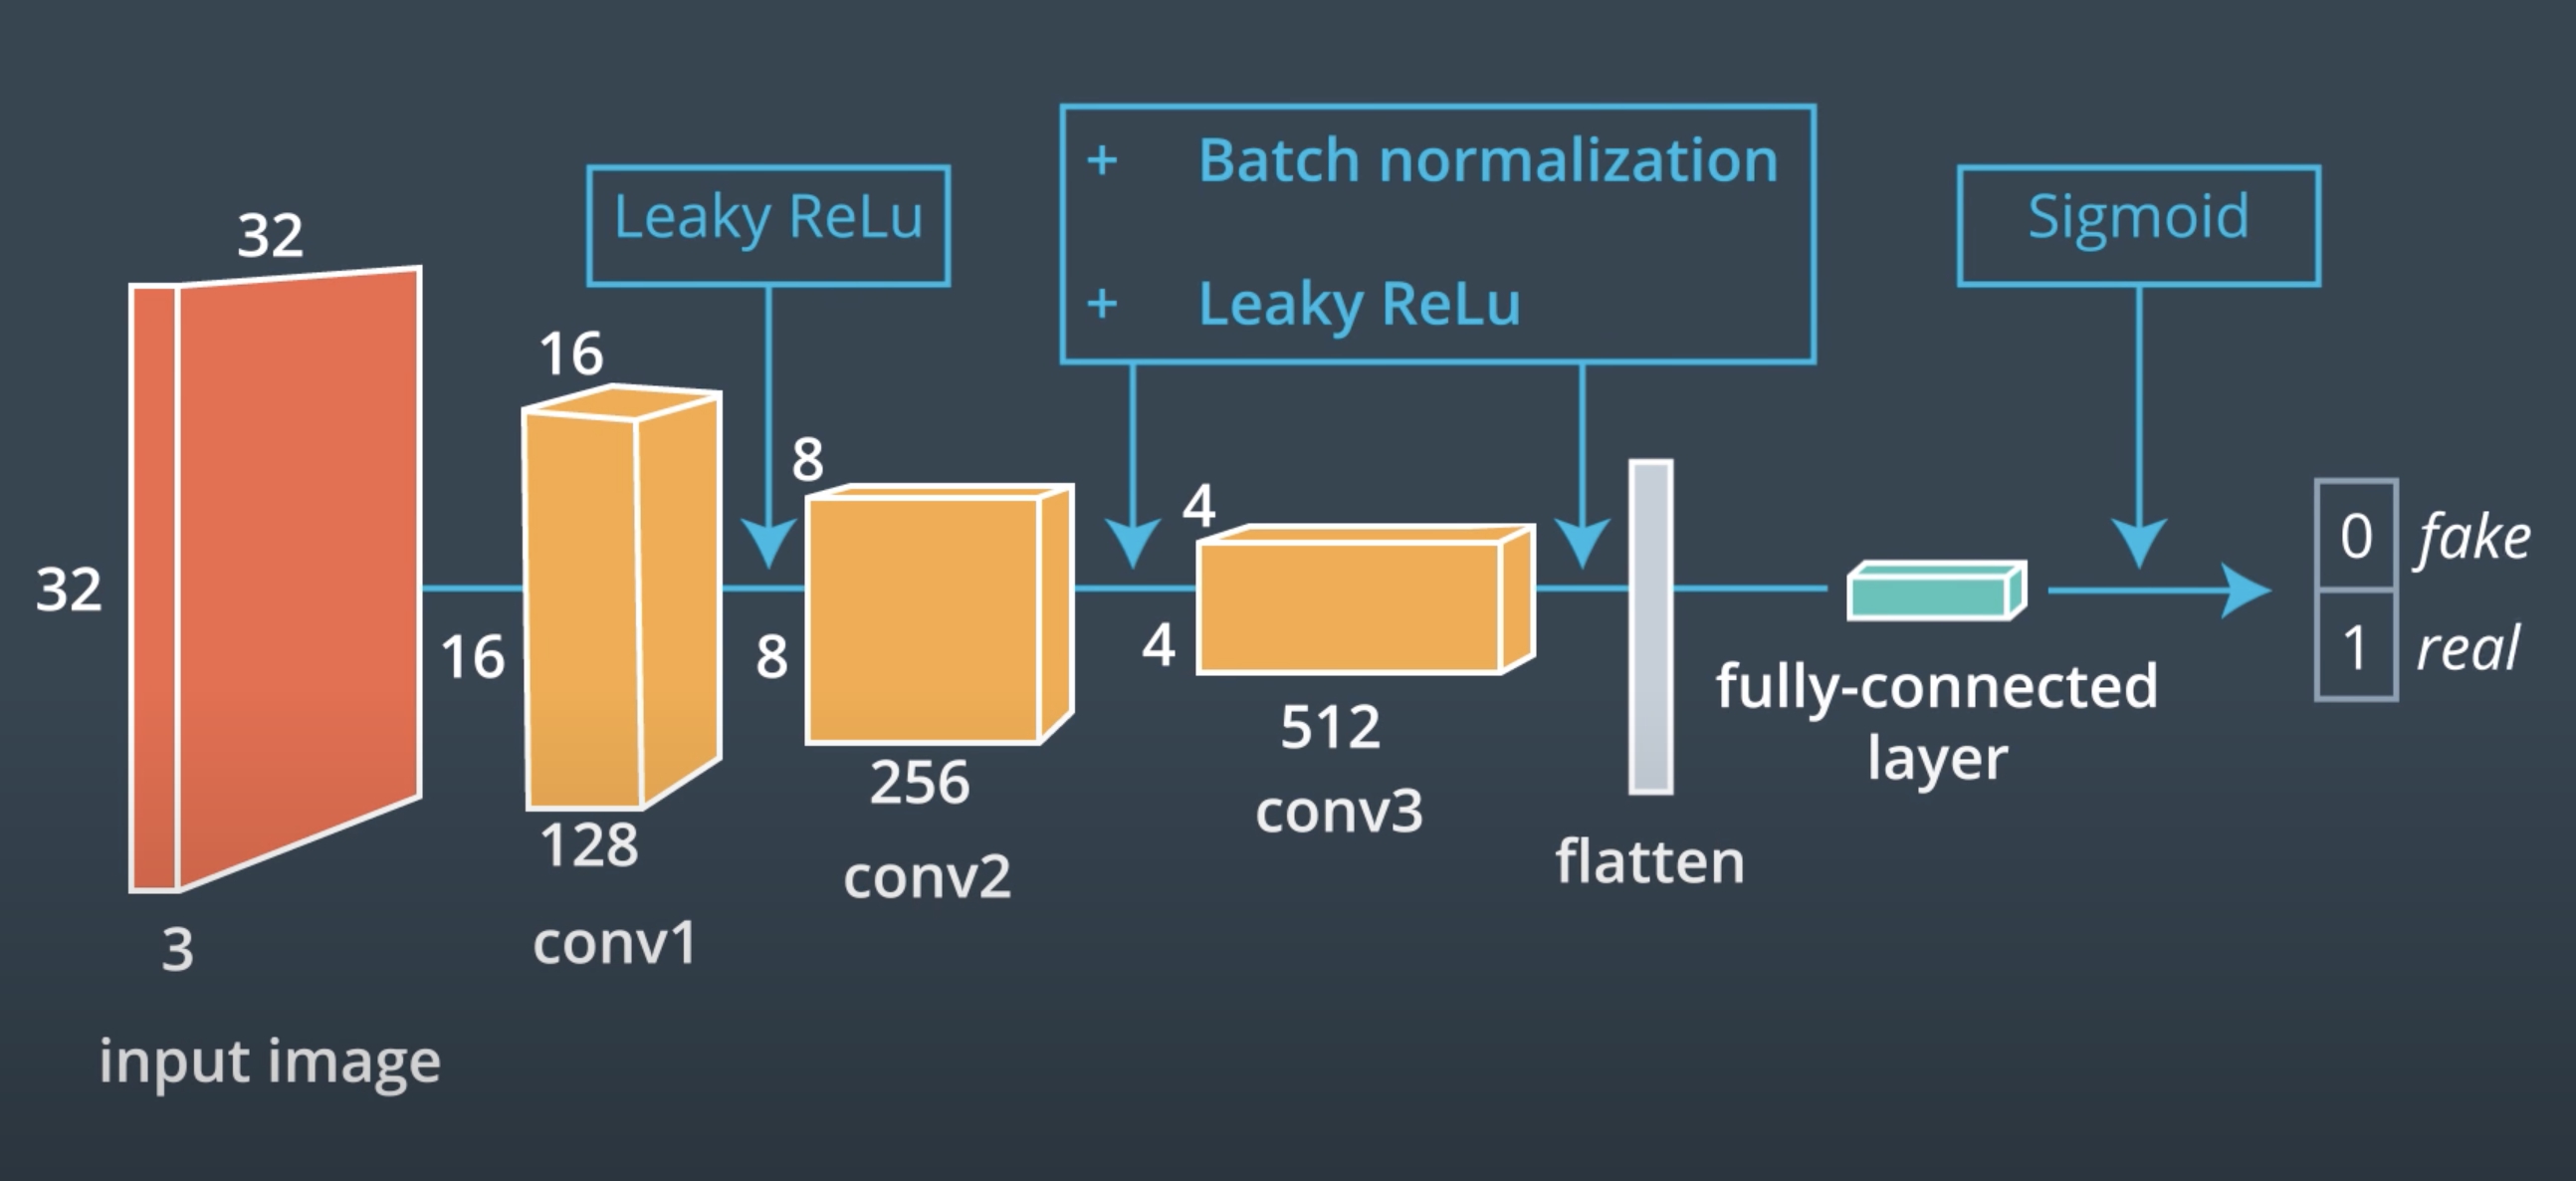 32
32
3
input image
16
16
128
conv1
Leaky ReLu
8
8
256
conv2
+ Batch normalization
+ Leaky ReLu
4
4
512
conv3
flatten
fully-connected
layer
Sigmoid
0 fake
1 real